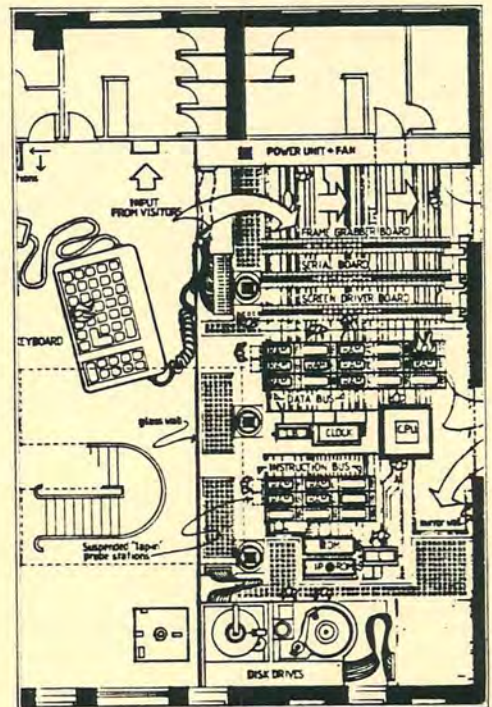 POWER UNIT + FAN
INPUT
FROM VISITORS
FRAME GRABBER BOARD
SERIAL BOARD
SCREEN DRIVER BOARD
KEYBOARD
DATA BUS
glass wall
CLOCK
CPU
INSTRUCTION BUS
Suspended "tap-in"
probe stations
mirror wall
ROM
DISK DRIVES